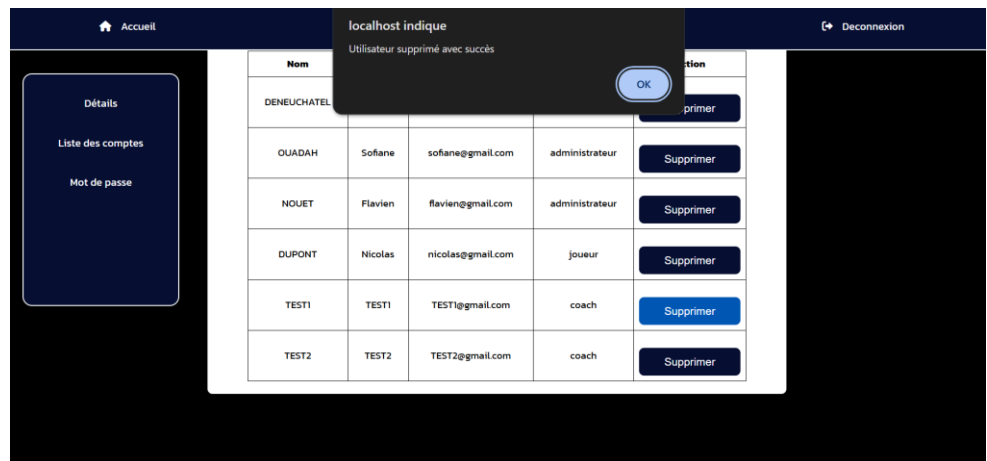 Accueil
localhost indique
Deconnexion
Utilisateur supprimé avec succès
OK
Nom
tion
DENEUCHATEL
primer
Détails
Liste des comptes
Mot de passe
OUADAH Sofiane sofiane@gmail.com administrateur Supprimer
NOUET Flavien flavien@gmail.com administrateur Supprimer
DUPONT Nicolas nicolas@gmail.com joueur Supprimer
TEST1 TEST1 TEST1@gmail.com coach Supprimer
TEST2 TEST2 TEST2@gmail.com coach Supprimer